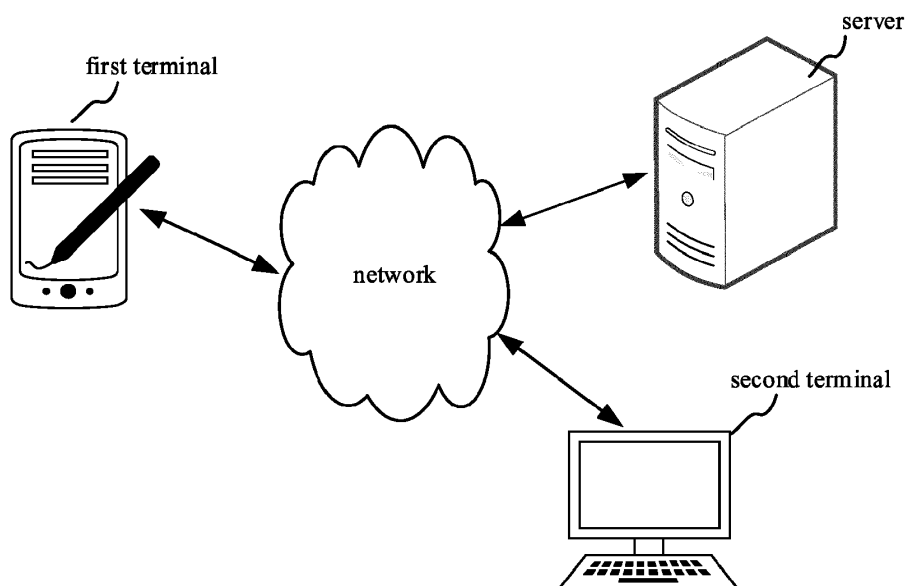 server
first terminal
network
second terminal